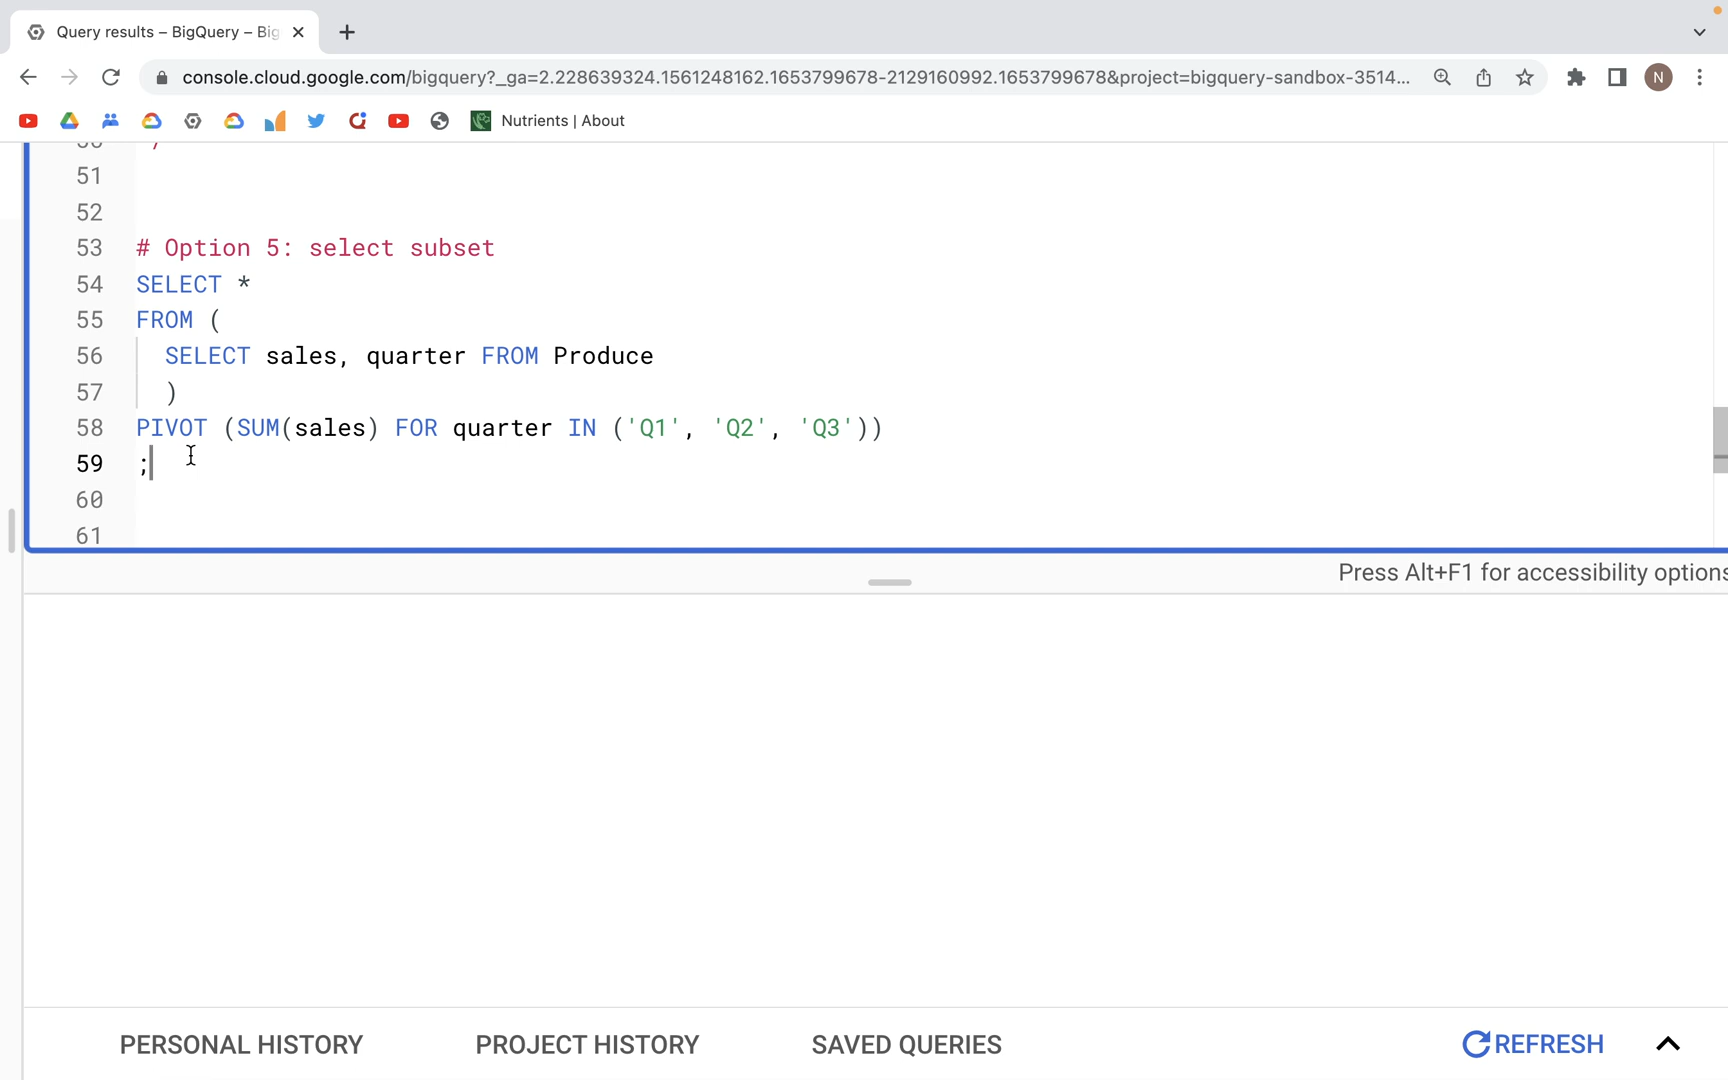 Query results – BigQuery – Big
console.cloud.google.com/bigquery?_ga=2.228639324.1561248162.1653799678-2129160992.1653799678&project=bigquery-sandbox-3514...
N
Nutrients | About
51
52
53 # Option 5: select subset
54 SELECT *
55 FROM (
56 SELECT sales, quarter FROM Produce
57 )
58 PIVOT (SUM(sales) FOR quarter IN ('Q1', 'Q2', 'Q3'))
59 ;
60
61
Press Alt+F1 for accessibility options
PERSONAL HISTORY PROJECT HISTORY SAVED QUERIES REFRESH